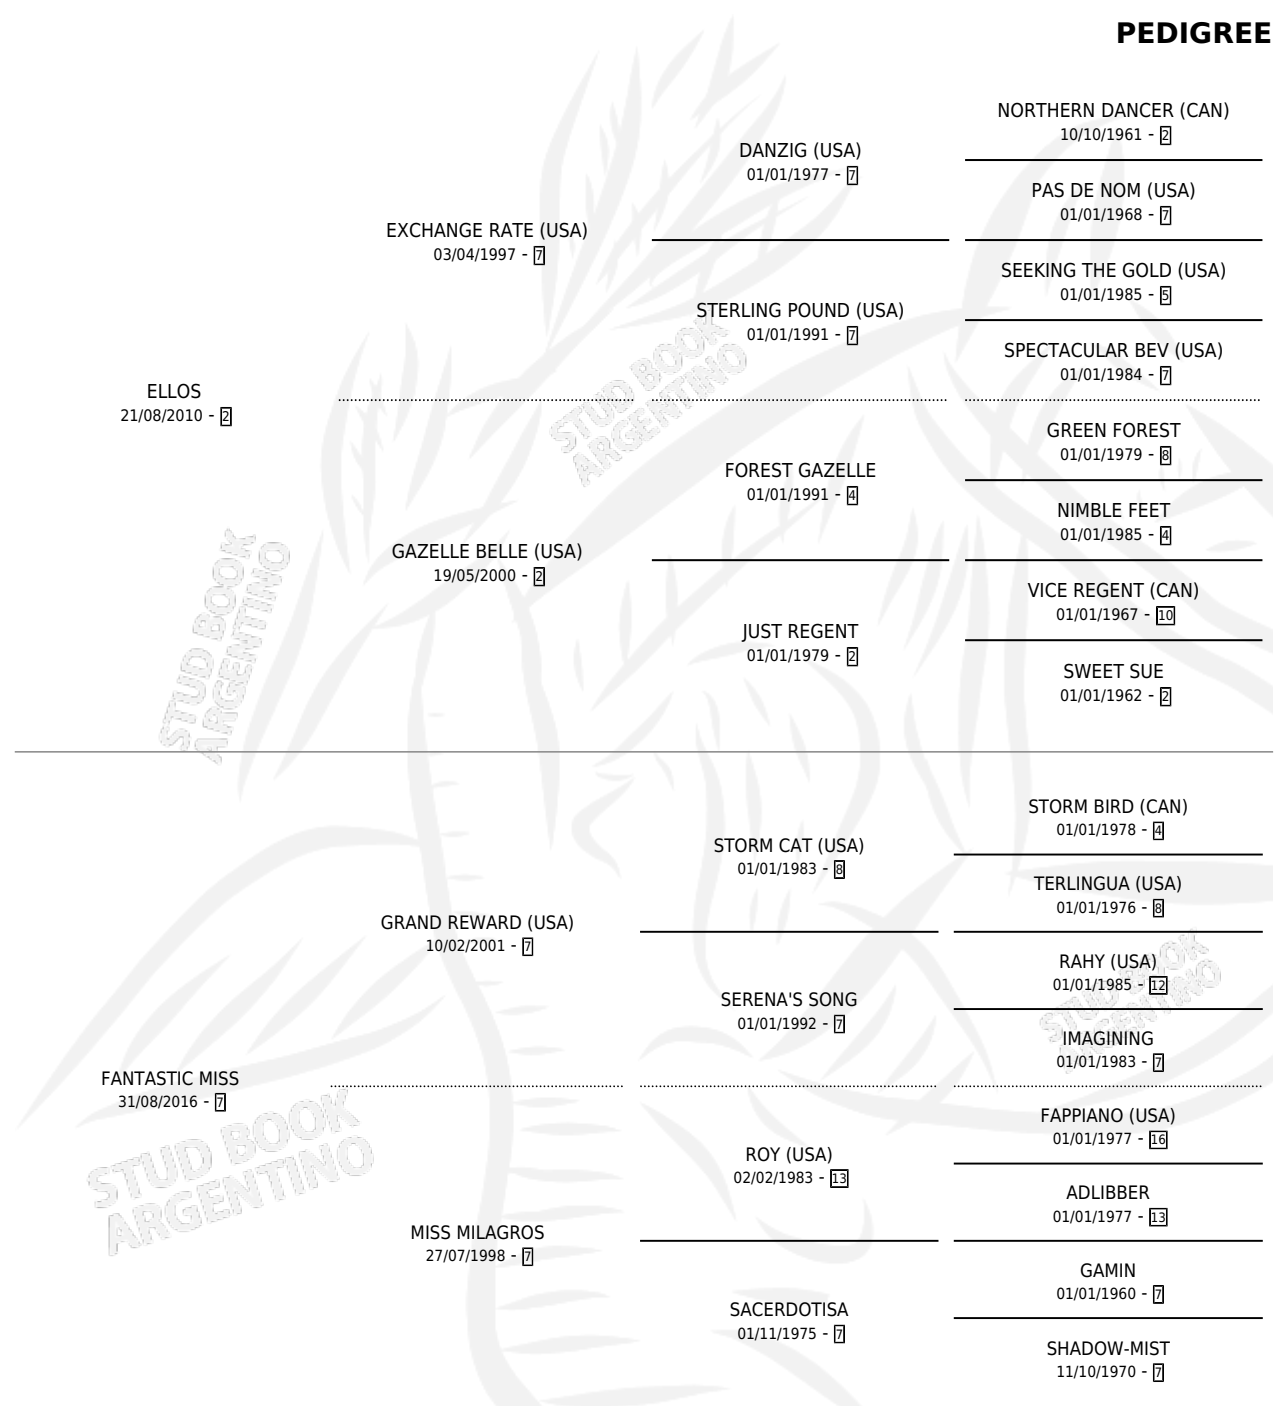 PEDIGREE
NORTHERN DANCER (CAN)
10/10/1961 - 2
DANZIG (USA)
01/01/1977 - 7
PAS DE NOM (USA)
01/01/1968 - 7
EXCHANGE RATE (USA)
03/04/1997 - 7
SEEKING THE GOLD (USA)
01/01/1985 - 5
STERLING POUND (USA)
01/01/1991 - 7
SPECTACULAR BEV (USA)
01/01/1984 - 7
STUD BOOK
ARGENTINO
ELLOS
21/08/2010 - 2
GREEN FOREST
01/01/1979 - 8
FOREST GAZELLE
01/01/1991 - 4
NIMBLE FEET
01/01/1985 - 4
GAZELLE BELLE (USA)
19/05/2000 - 2
VICE REGENT (CAN)
01/01/1967 - 10
JUST REGENT
01/01/1979 - 2
SWEET SUE
01/01/1962 - 2
STUD BOOK
ARGENTINO
STORM BIRD (CAN)
01/01/1978 - 4
STORM CAT (USA)
01/01/1983 - 8
TERLINGUA (USA)
01/01/1976 - 8
GRAND REWARD (USA)
10/02/2001 - 7
RAHY (USA)
01/01/1985 - 12
SERENA'S SONG
01/01/1992 - 7
IMAGINING
01/01/1983 - 7
STUD BOOK
ARGENTINO
FANTASTIC MISS
31/08/2016 - 7
FAPPIANO (USA)
01/01/1977 - 16
ROY (USA)
02/02/1983 - 13
ADLIBBER
01/01/1977 - 13
MISS MILAGROS
27/07/1998 - 7
GAMIN
01/01/1960 - 7
SACERDOTISA
01/11/1975 - 7
SHADOW-MIST
11/10/1970 - 7
STUD BOOK
ARGENTINO